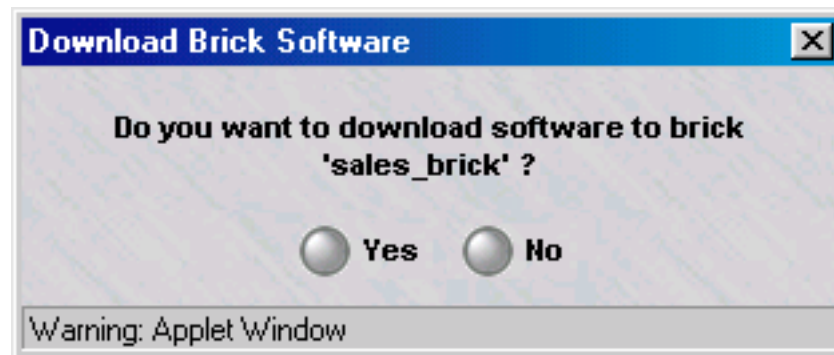 Download Brick Software
Do you want to download software to brick
'sales_brick' ?
Yes No
Warning: Applet Window